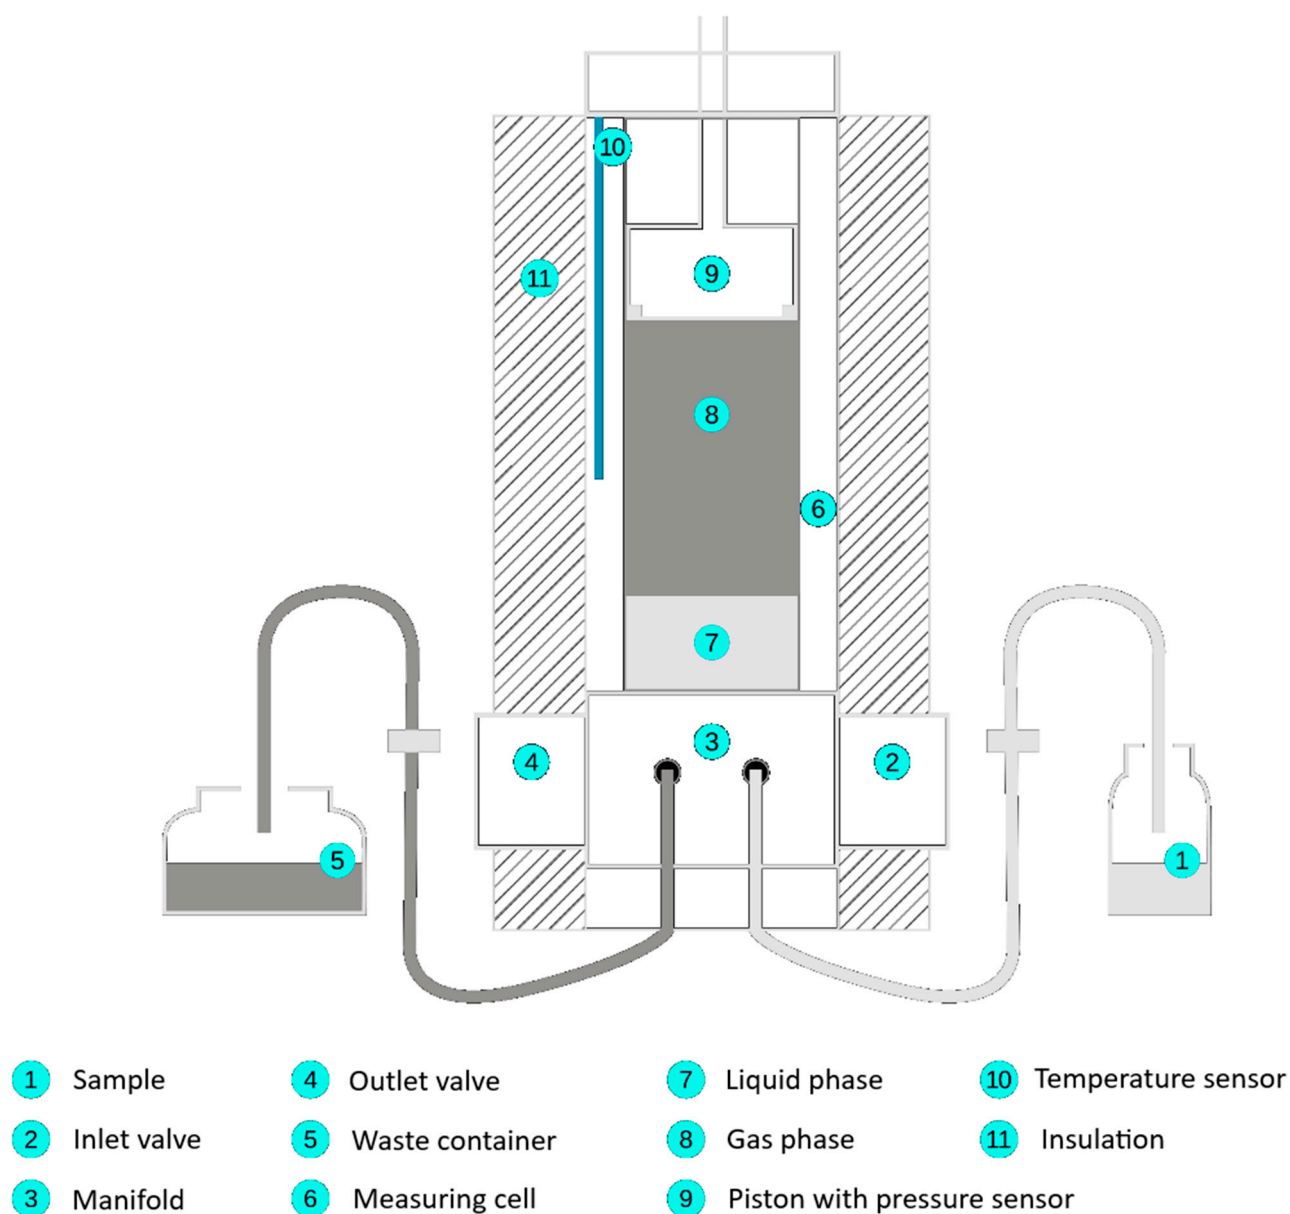 10
11
9
8
6
7
3
4
2
5
1
1 Sample
2 Inlet valve
3 Manifold
4 Outlet valve
5 Waste container
6 Measuring cell
7 Liquid phase
8 Gas phase
9 Piston with pressure sensor
10 Temperature sensor
11 Insulation